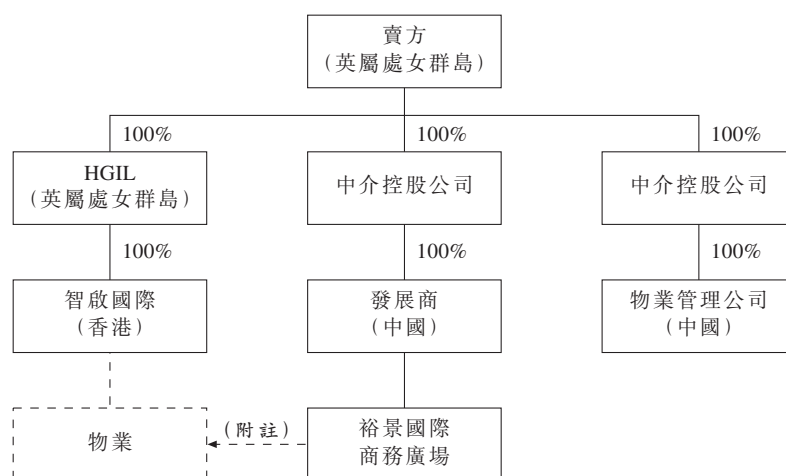 賣方
（英屬處女群島）
100%
100%
100%
HGIL
（英屬處女群島）
中介控股公司
中介控股公司
100%
100%
100%
智啟國際
（香港）
發展商
（中國）
物業管理公司
（中國）
物業
（附註）
裕景國際
商務廣場